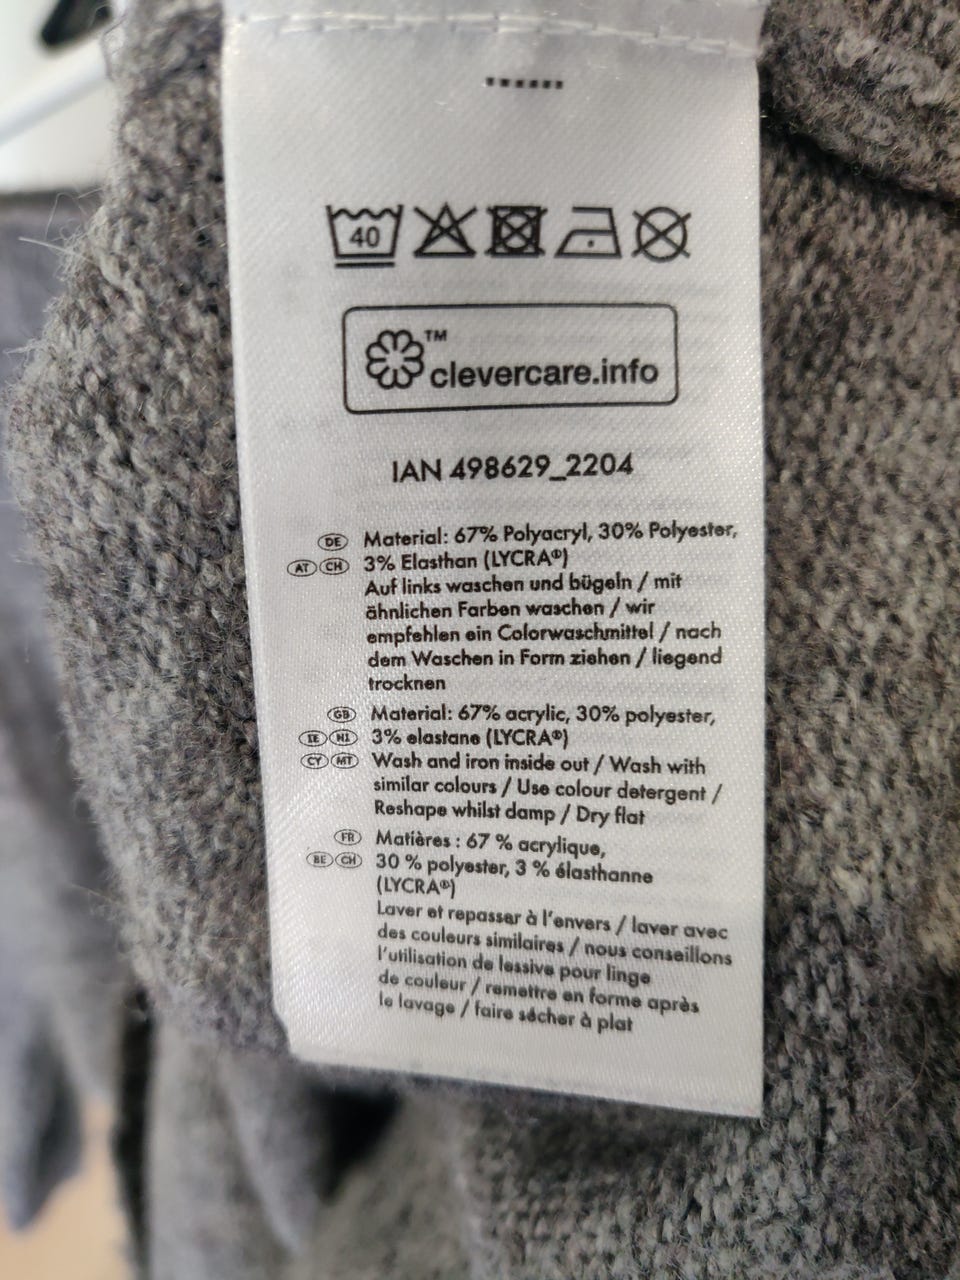 40
TM
clevercare.info
IAN 498629_2204
DE Material: 67% Polyacryl, 30% Polyester,
AT CH 3% Elasthan (LYCRA®)
Auf links waschen und bügeln / mit
ähnlichen Farben waschen / wir
empfehlen ein Colorwaschmittel / nach
dem Waschen in Form ziehen / liegend
trocknen
GB Material: 67% acrylic, 30% polyester,
IE NI 3% elastane (LYCRA®)
CY MT Wash and iron inside out / Wash with
similar colours / Use colour detergent /
Reshape whilst damp / Dry flat
FR Matières : 67 % acrylique,
BE CH 30 % polyester, 3 % élasthanne
(LYCRA®)
Laver et repasser à l'envers / laver avec
des couleurs similaires / nous conseillons
l'utilisation de lessive pour linge
de couleur / remettre en forme après
le lavage / faire sécher à plat